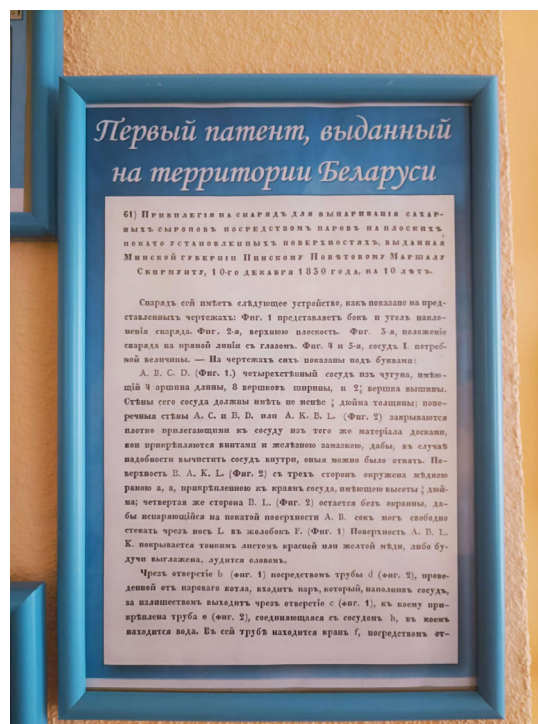 Первый патент, выданный
на территории Беларуси
61) Привилегія на снарядъ для выпариванія сахар-
ныхъ сыроповъ посредствомъ паровъ на плоскихъ,
покато установленныхъ поверхностяхъ, выданная
Минской губерніи Пинскому Повѣтовому Маршалу
Скирмунту, 10-го декабря 1830 года, на 10 лѣтъ.
Снарядъ сей имѣетъ слѣдующее устройство, какъ показано на пред-
ставленныхъ чертежахъ: Фиг. 1 представляетъ бокъ и уголъ накло-
ненія снаряда. Фиг. 2-я, верхнюю плоскость. Фиг. 3-я, положеніе
снаряда на прямой линіи съ глазомъ. Фиг. 4 и 5-я, сосудъ I. потреб-
ной величины. — На чертежахъ сихъ показаны подъ буквами:
A. B. C. D. (Фиг. 1.) четырехстѣнный сосудъ изъ чугуна, имѣю-
щій 4 аршина длины, 8 вершковъ ширины, и 2½ вершка вышины.
Стѣны сего сосуда должны имѣть не менѣе дюйма толщины; попе-
речныя стѣны A. C. и B. D. или A. K. B. L. (Фиг. 2) закрываются
плотно прилегающими къ сосуду изъ того же матеріала досками,
кои прикрѣпляются винтами и желѣзною замазкою, дабы, въ случаѣ
надобности вычистить сосудъ внутри, оныя можно было отнять. По-
верхность B. A. K. L. (Фиг. 2) съ трехъ сторонъ окружена мѣдною
рамою a, a, прикрѣпленною къ краямъ сосуда, имѣющею высоты дюй-
ма; четвертая же сторона B. L. (Фиг. 2) остается безъ окраины, да-
бы испаряющійся на покатой поверхности A. B. сокъ могъ свободно
стекать чрезъ носъ L въ жолобокъ F. (Фиг. 1) Поверхность A. B. L.
K. покрывается тонкимъ листомъ красной или желтой мѣди, либо бу-
дучи выглажена, лудится оловомъ.
Чрезъ отверстіе b (фиг. 1) посредствомъ трубы d (фиг. 2), прове-
денной отъ пароваго котла, входитъ паръ, который, наполнивъ сосудъ,
за излишествомъ выходитъ чрезъ отверстіе c (фиг. 1), къ коему при-
крѣплена труба e (фиг. 2), соединяющаяся съ сосудомъ h, въ коемъ
находится вода. Въ сей трубѣ находится кранъ f, посредствомъ от-